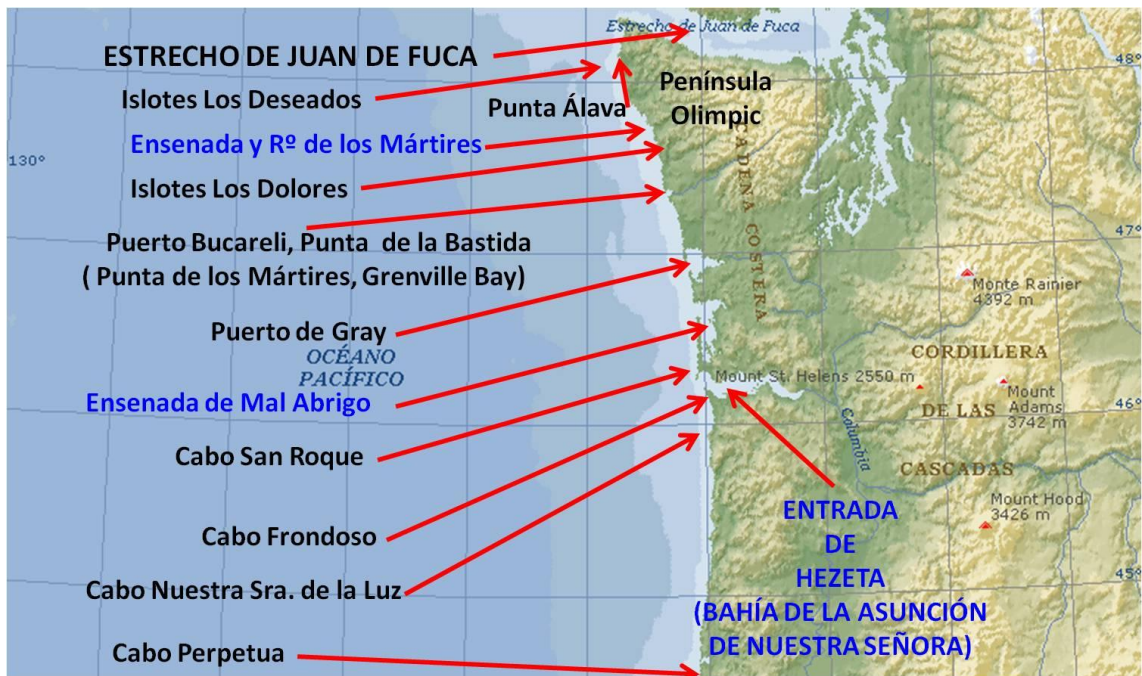 Estrecho de Juan de Fuca
ESTRECHO DE JUAN DE FUCA
48°
Islotes Los Deseados
Punta Álava
Península
Olimpic
Ensenada y Rº de los Mártires
130°
Islotes Los Dolores
CADENA COSTERA
Puerto Bucareli, Punta de la Bastida
( Punta de los Mártires, Grenville Bay)
47°
Monte Rainier
4392 m
Puerto de Gray
OCÉANO
PACÍFICO
CORDILLERA
DE LAS
CASCADAS
Mount St. Helens 2550 m
Mount
Adams
3742 m
46°
Ensenada de Mal Abrigo
Columbia
Cabo San Roque
Mount Hood
3426 m
Cabo Frondoso
ENTRADA
DE
HEZETA
(BAHÍA DE LA ASUNCIÓN
DE NUESTRA SEÑORA)
45°
Cabo Nuestra Sra. de la Luz
Cabo Perpetua